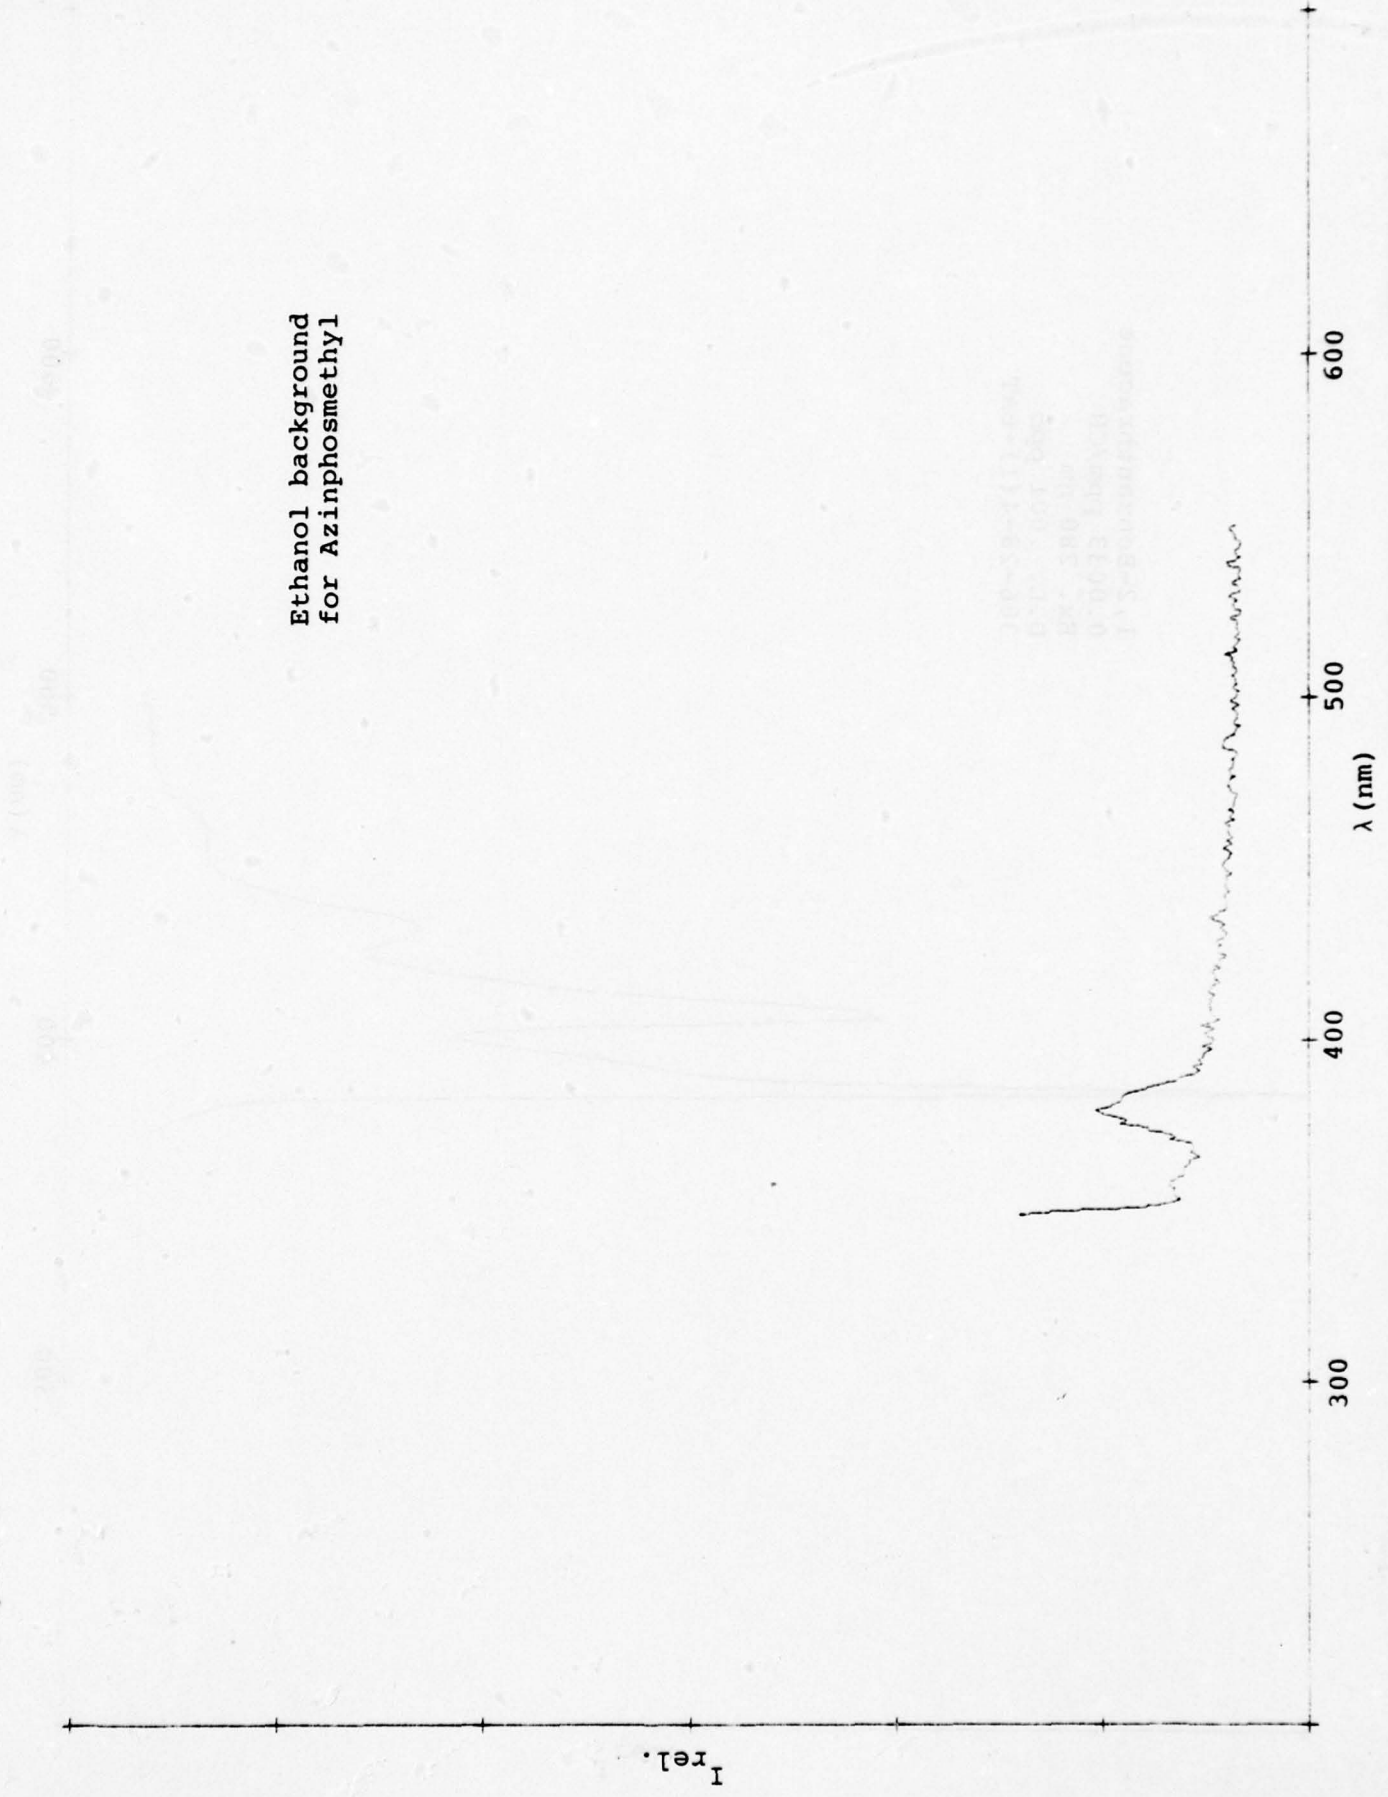 Ethanol background
for Azinphosmethyl
I rel.
300
400
500
600
λ (nm)